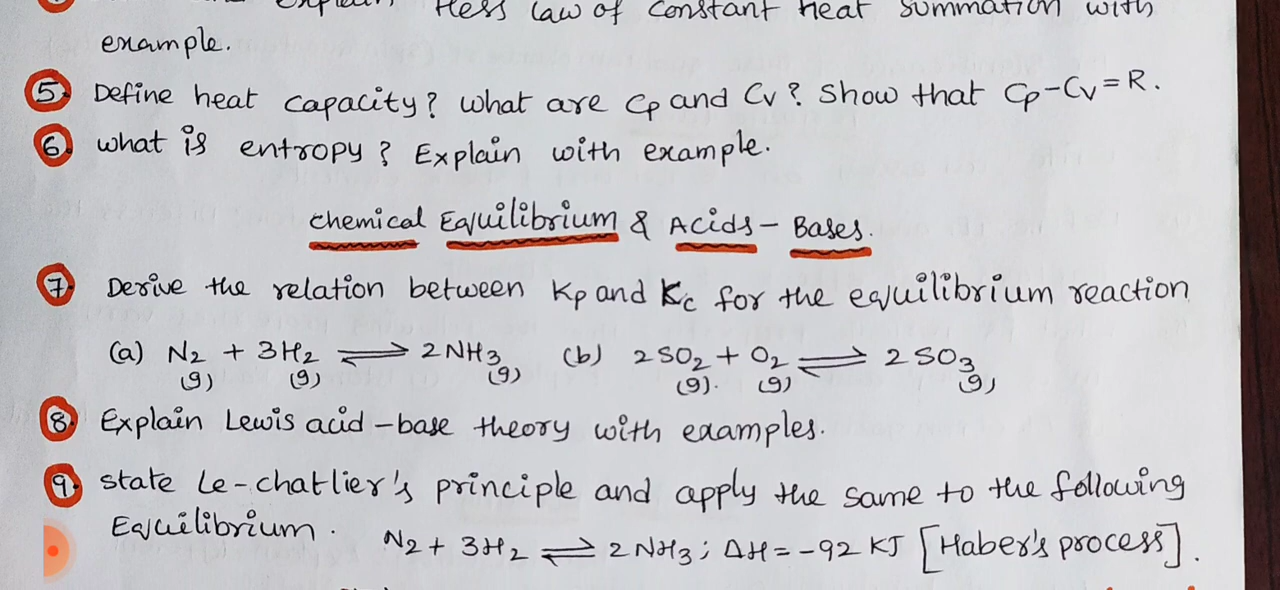 explain Hess law of constant heat summation with
example.
5. Define heat capacity? What are Cp and Cv? Show that Cp-Cv=R.
6. what is entropy? Explain with example.
chemical Equilibrium & Acids - Bases.
7. Derive the relation between Kp and Kc for the equilibrium reaction
(a) N2 + 3H2 ⇌ 2NH3 (b) 2SO2 + O2 ⇌ 2SO3
(g) (g) (g) (g). (g) (g)
8. Explain Lewis acid-base theory with examples.
9. state Le-chatlier's principle and apply the same to the following
Equilibrium. N2 + 3H2 ⇌ 2NH3; ΔH = -92 KJ [Haber's process].